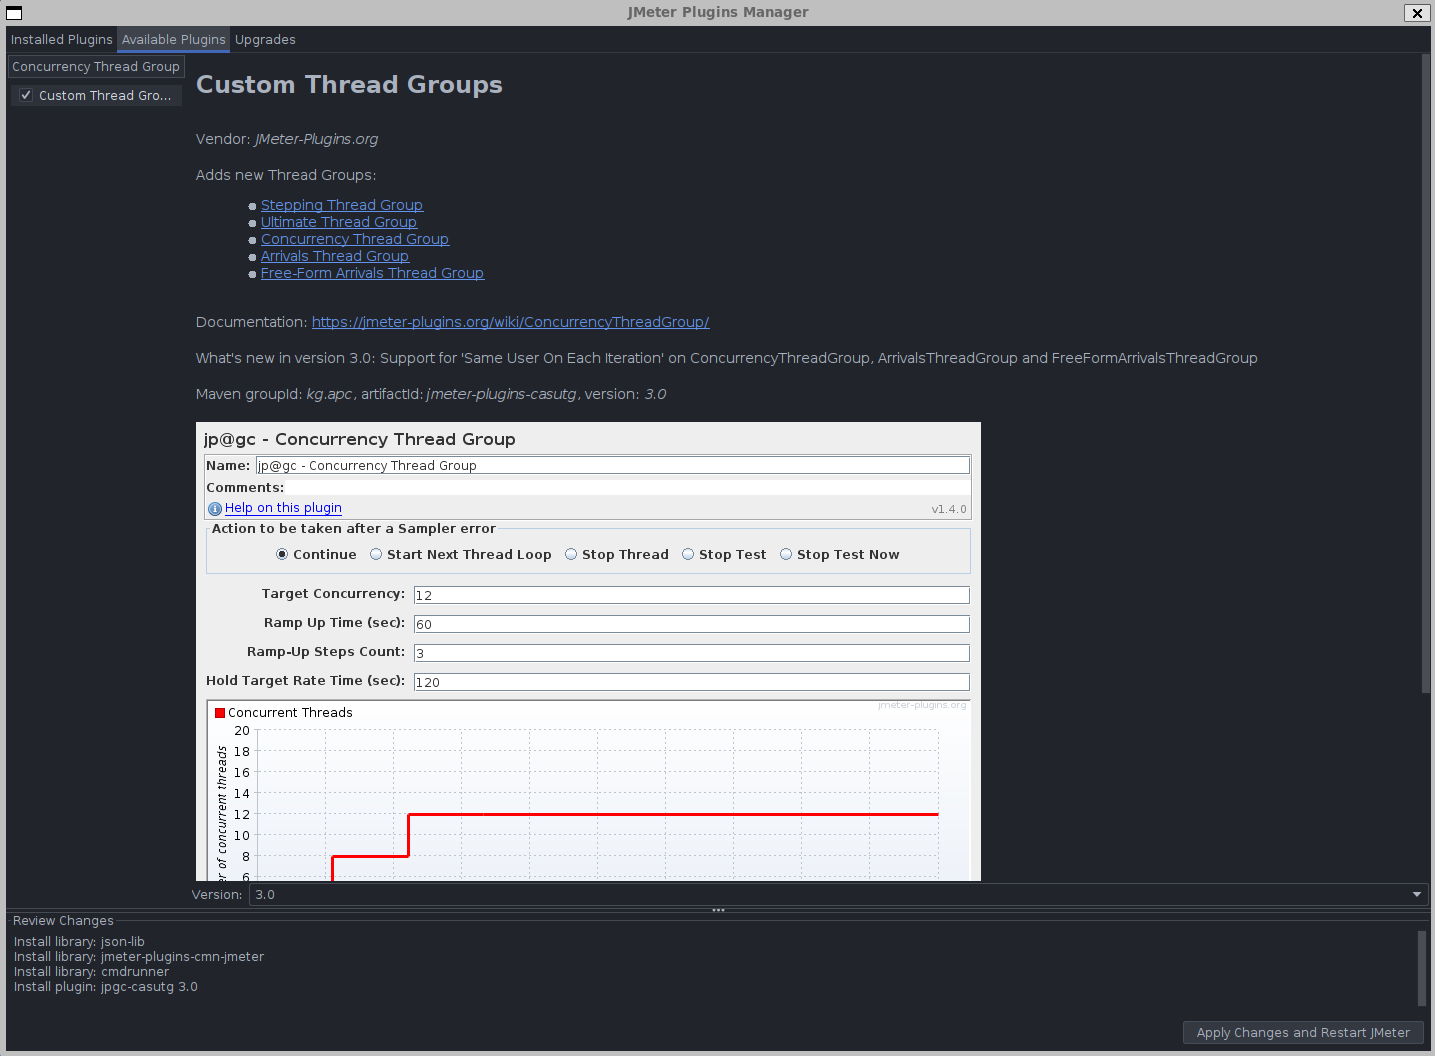 JMeter Plugins Manager
Installed Plugins Available Plugins Upgrades
Concurrency Thread Group
Custom Thread Gro...
Custom Thread Groups
Vendor: JMeter-Plugins.org
Adds new Thread Groups:
Stepping Thread Group
Ultimate Thread Group
Concurrency Thread Group
Arrivals Thread Group
Free-Form Arrivals Thread Group
Documentation: https://jmeter-plugins.org/wiki/ConcurrencyThreadGroup/
What's new in version 3.0: Support for 'Same User On Each Iteration' on ConcurrencyThreadGroup, ArrivalsThreadGroup and FreeFormArrivalsThreadGroup
Maven groupId: kg.apc, artifactId: jmeter-plugins-casutg, version: 3.0
jp@gc - Concurrency Thread Group
Name: jp@gc - Concurrency Thread Group
Comments:
Help on this plugin v1.4.0
Action to be taken after a Sampler error
Continue Start Next Thread Loop Stop Thread Stop Test Stop Test Now
Target Concurrency: 12
Ramp Up Time (sec): 60
Ramp-Up Steps Count: 3
Hold Target Rate Time (sec): 120
jmeter-plugins.org
Concurrent Threads
20
18
16
14
12
10
8
6
of concurrent threads
Version: 3.0
Review Changes
Install library: json-lib
Install library: jmeter-plugins-cmn-jmeter
Install library: cmdrunner
Install plugin: jpgc-casutg 3.0
Apply Changes and Restart JMeter